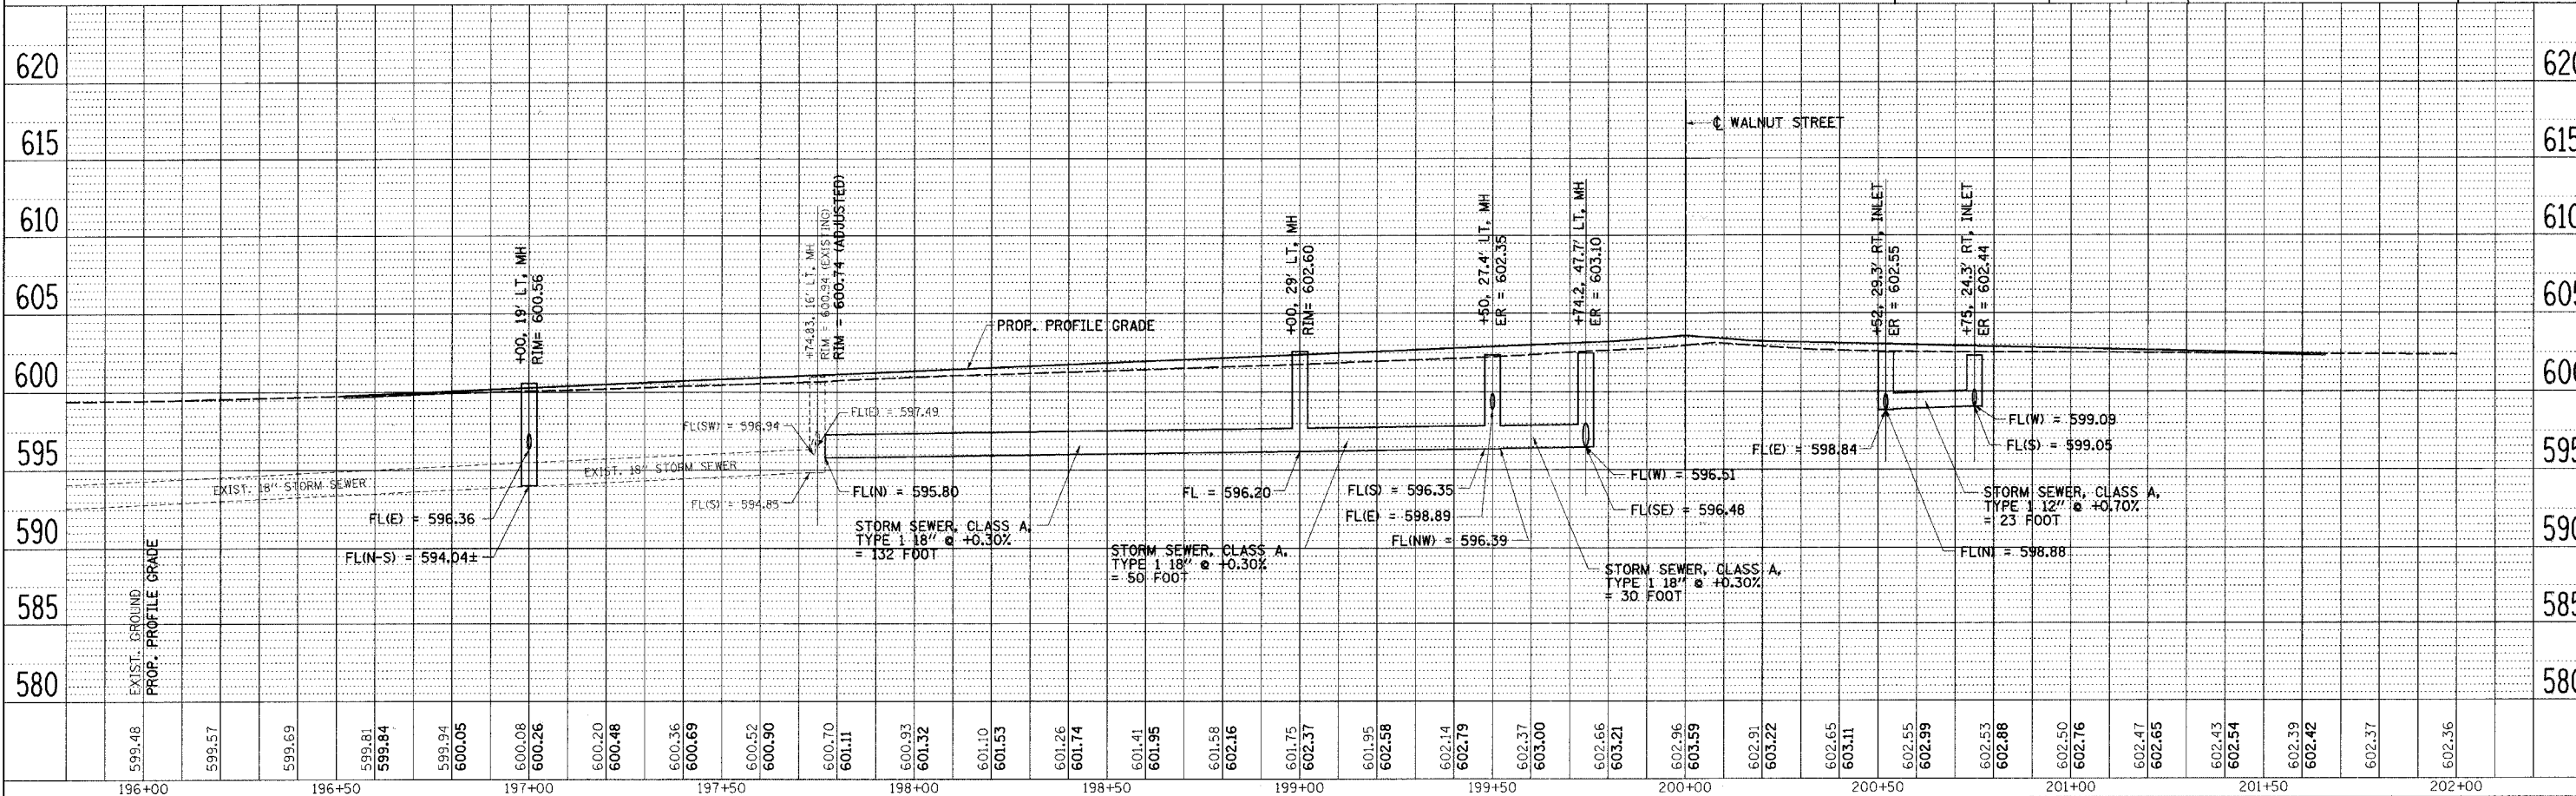 620
615
610
605
600
595
590
585
580
620
615
610
605
600
595
590
585
580
+00, 19' LT, MH
RIM= 600.56
+74.83, 16' LT, MH
RIM = 600.94 (EXISTING)
RIM = 600.74 (ADJUSTED)
PROP. PROFILE GRADE
+00, 29' LT, MH
RIM= 602.60
+50, 27.4' LT, MH
ER = 602.35
+74.2, 47.7' LT, MH
ER = 603.10
℄ WALNUT STREET
+52, 29.3' RT, INLET
ER = 602.55
+75, 24.3' RT, INLET
ER = 602.44
EXIST. 18" STORM SEWER
FL(E) = 596.36
FL(N-S) = 594.04±
EXIST. 18" STORM SEWER
FL(SW) = 596.94
FL(E) = 597.49
FL(S) = 594.85
FL(N) = 595.80
STORM SEWER, CLASS A,
TYPE 1 18" @ +0.30%
= 132 FOOT
FL = 596.20
STORM SEWER, CLASS A,
TYPE 1 18" @ +0.30%
= 50 FOOT
FL(S) = 596.35
FL(E) = 598.89
FL(NW) = 596.39
FL(W) = 596.51
FL(SE) = 596.48
STORM SEWER, CLASS A,
TYPE 1 18" @ +0.30%
= 30 FOOT
FL(E) = 598.84
FL(W) = 599.09
FL(S) = 599.05
STORM SEWER, CLASS A,
TYPE 1 12" @ +0.70%
= 23 FOOT
FL(N) = 598.88
EXIST. GROUND
PROP. PROFILE GRADE
599.48
599.57
599.69
599.81
599.84
599.94
600.05
600.08
600.26
600.20
600.48
600.36
600.69
600.52
600.90
600.70
601.11
600.93
601.32
601.10
601.53
601.26
601.74
601.41
601.95
601.58
602.16
601.75
602.37
601.95
602.58
602.14
602.79
602.37
603.00
602.66
603.21
602.96
603.59
602.91
603.22
602.65
603.11
602.55
602.99
602.53
602.88
602.50
602.76
602.47
602.65
602.43
602.54
602.39
602.42
602.37
602.36
196+00
196+50
197+00
197+50
198+00
198+50
199+00
199+50
200+00
200+50
201+00
201+50
202+00